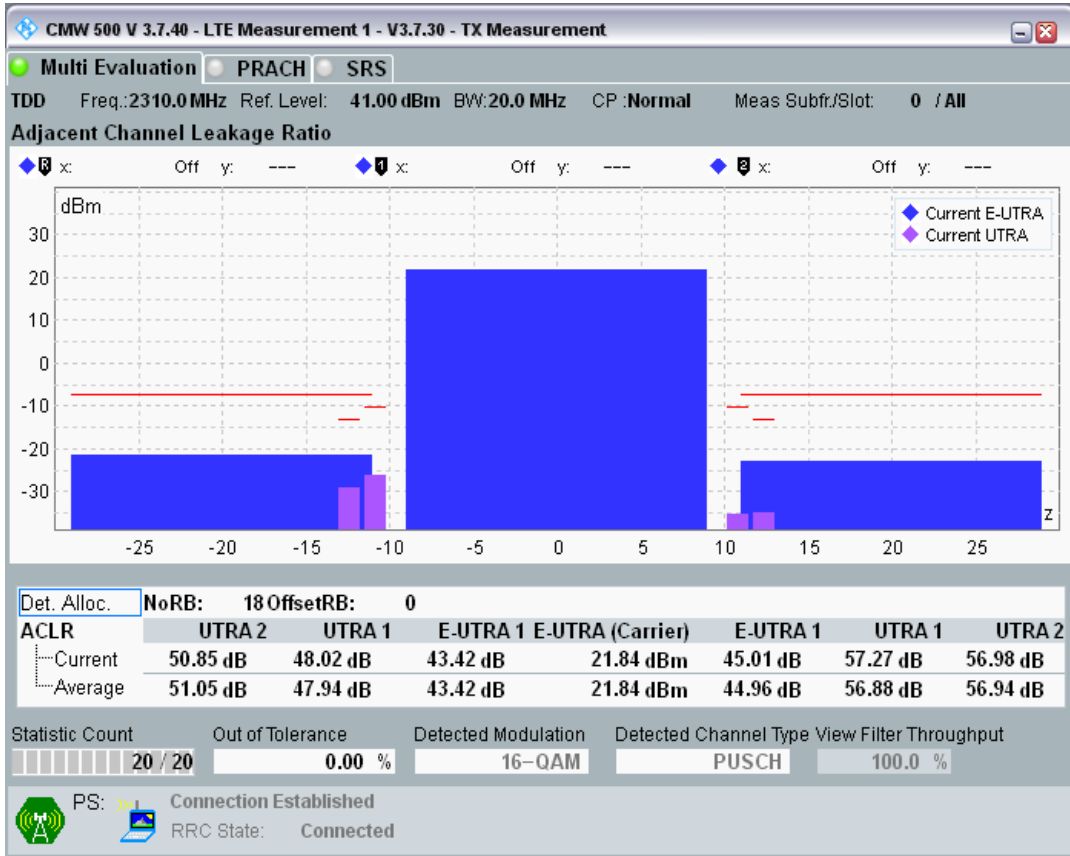 CMW 500 V 3.7.40 - LTE Measurement 1 - V3.7.30 - TX Measurement
Multi Evaluation PRACH SRS
TDD Freq.:2310.0 MHz Ref. Level: 41.00 dBm BW:20.0 MHz CP :Normal Meas Subfr./Slot: 0 / All
Adjacent Channel Leakage Ratio
R x: Off y: --- 1 x: Off y: --- 2 x: Off y: ---
dBm
Current E-UTRA
Current UTRA
30
20
10
0
-10
-20
-30
z
-25 -20 -15 -10 -5 0 5 10 15 20 25
Det. Alloc. NoRB: 18 OffsetRB: 0
ACLR UTRA 2 UTRA 1 E-UTRA 1 E-UTRA (Carrier) E-UTRA 1 UTRA 1 UTRA 2
Current 50.85 dB 48.02 dB 43.42 dB 21.84 dBm 45.01 dB 57.27 dB 56.98 dB
Average 51.05 dB 47.94 dB 43.42 dB 21.84 dBm 44.96 dB 56.88 dB 56.94 dB
Statistic Count Out of Tolerance Detected Modulation Detected Channel Type View Filter Throughput
20 / 20 0.00 % 16-QAM PUSCH 100.0 %
PS: Connection Established
RRC State: Connected